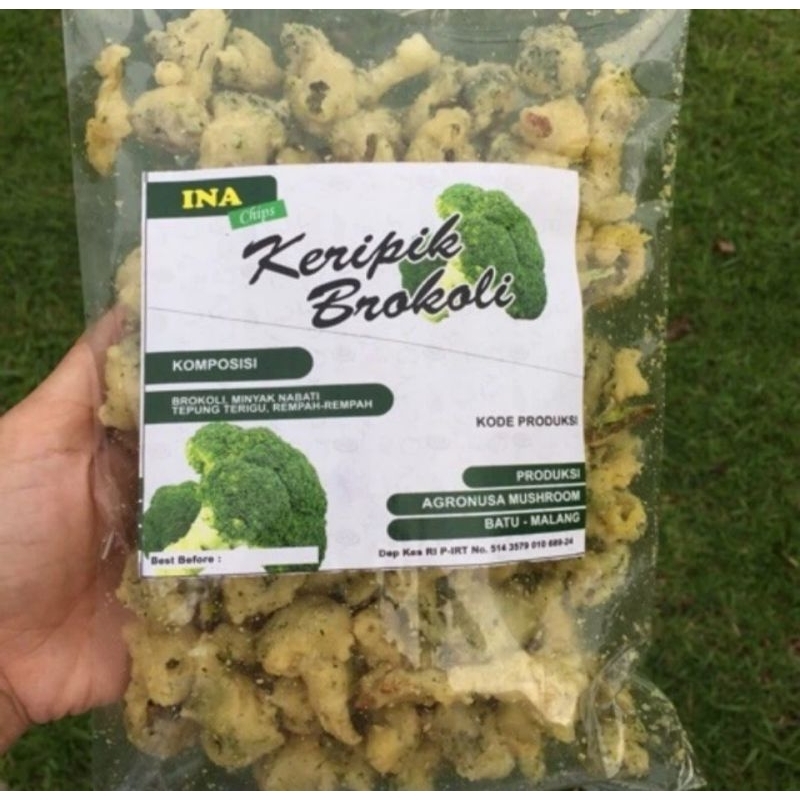 INA
Chips
Keripik
Brokoli
KOMPOSISI
BROKOLI, MINYAK NABATI
TEPUNG TERIGU, REMPAH-REMPAH
KODE PRODUKSI
PRODUKSI
AGRONUSA MUSHROOM
BATU - MALANG
Best Before :
Dep Kes RI P-IRT No. 514 3579 010 689-24